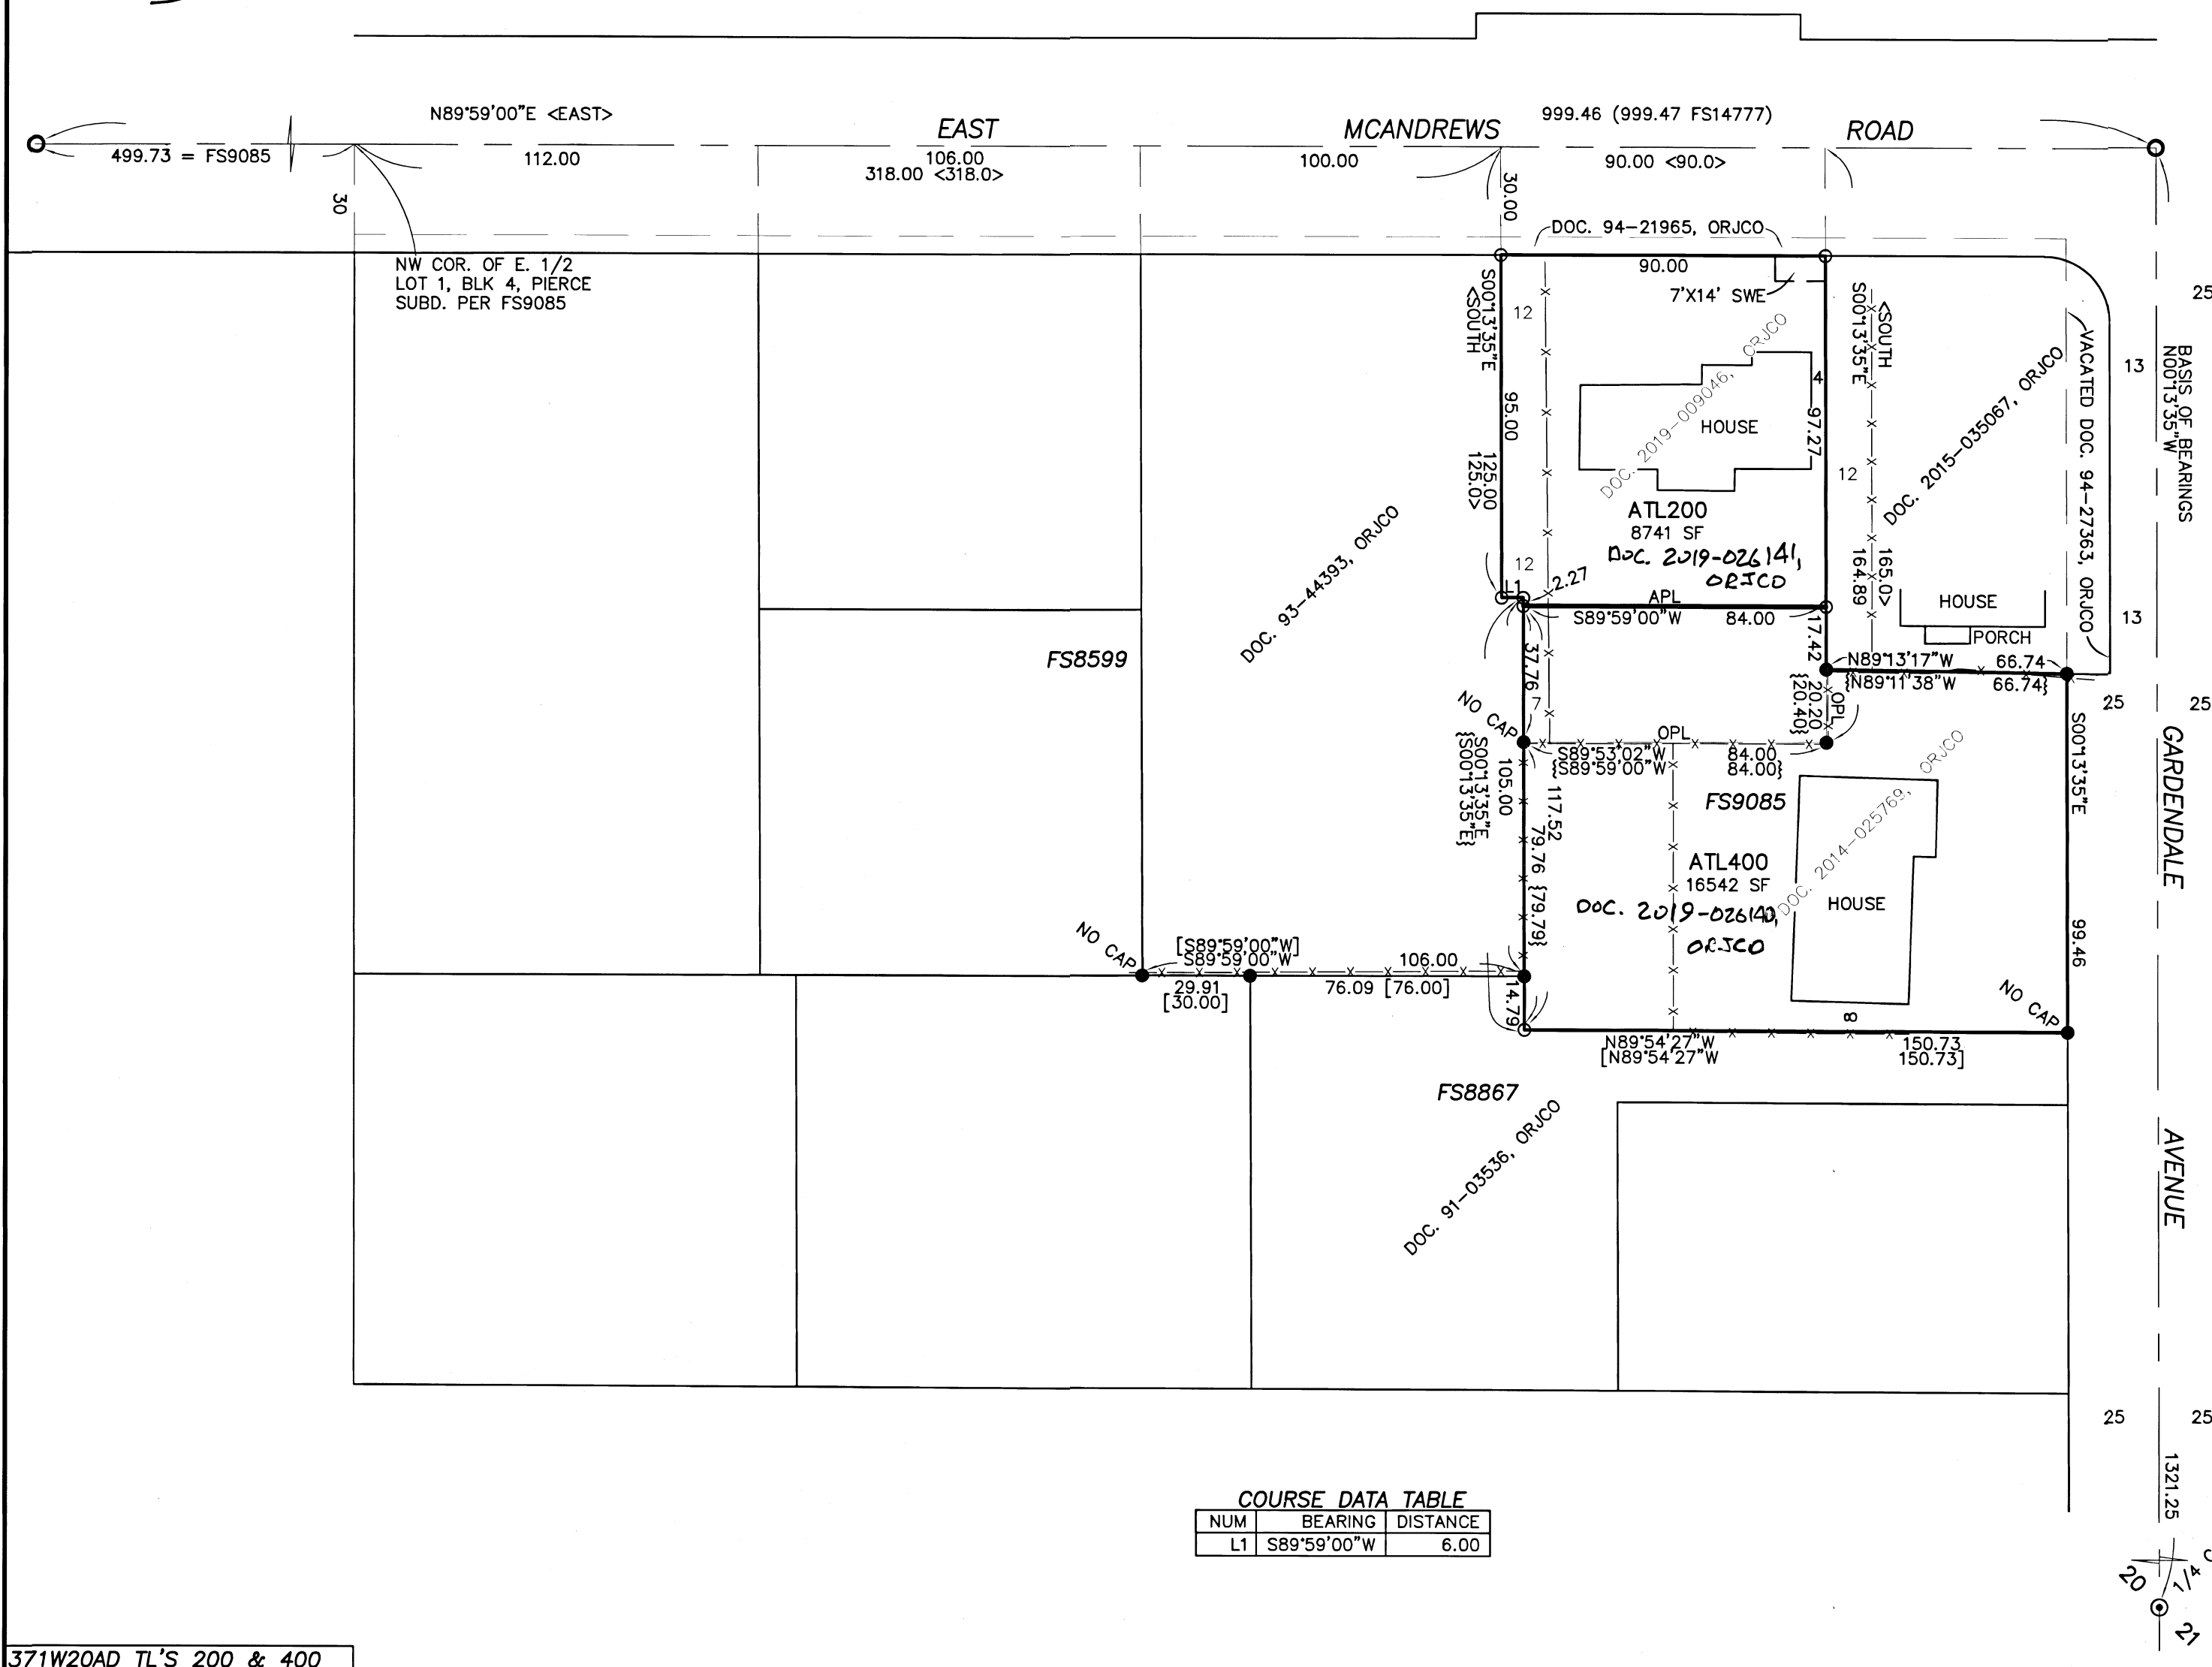 N89°59'00"E <EAST>
EAST
MCANDREWS
999.46 (999.47 FS14777)
ROAD
499.73 = FS9085
112.00
106.00
318.00 <318.0>
100.00
90.00 <90.0>
30
30.00
DOC. 94-21965, ORJCO
90.00
7'X14' SWE
NW COR. OF E. 1/2
LOT 1, BLK 4, PIERCE
SUBD. PER FS9085
S00°13'35"E
<SOUTH
95.00
125.00
125.0>
12
12
DOC. 2019-009046, ORJCO
HOUSE
4
97.27
12
<SOUTH
S00°13'35"E
165.0>
164.89
DOC. 2015-035067, ORJCO
VACATED DOC. 94-27363, ORJCO
13
13
BASIS OF BEARINGS
N00°13'35"W
25
ATL200
8741 SF
DOC. 2019-026141,
ORJCO
L1
2.27
APL
S89°59'00"W 84.00
17.42
HOUSE
PORCH
N89°13'17"W 66.74
{N89°11'38"W 66.74}
20.20
{20.40}
OPL
25
25
FS8599
DOC. 93-44393, ORJCO
37.76
7
NO CAP
OPL
S89°53'02"W 84.00
{S89°59'00"W 84.00}
S00°13'35"E
{S00°13'35"E}
105.00
117.52
79.76 {79.79}
FS9085
DOC. 2014-025769, ORJCO
ATL400
16542 SF
DOC. 2019-026140,
ORJCO
HOUSE
S00°13'35"E
99.46
GARDENDALE
AVENUE
NO CAP
[S89°59'00"W]
S89°59'00"W
106.00
29.91
[30.00]
76.09 [76.00]
14.79
8
NO CAP
N89°54'27"W 150.73
[N89°54'27"W 150.73]
FS8867
DOC. 91-03536, ORJCO
25
25
1321.25
COURSE DATA TABLE
NUM BEARING DISTANCE
L1 S89°59'00"W 6.00
20
1/4
21
371W20AD TL'S 200 & 400